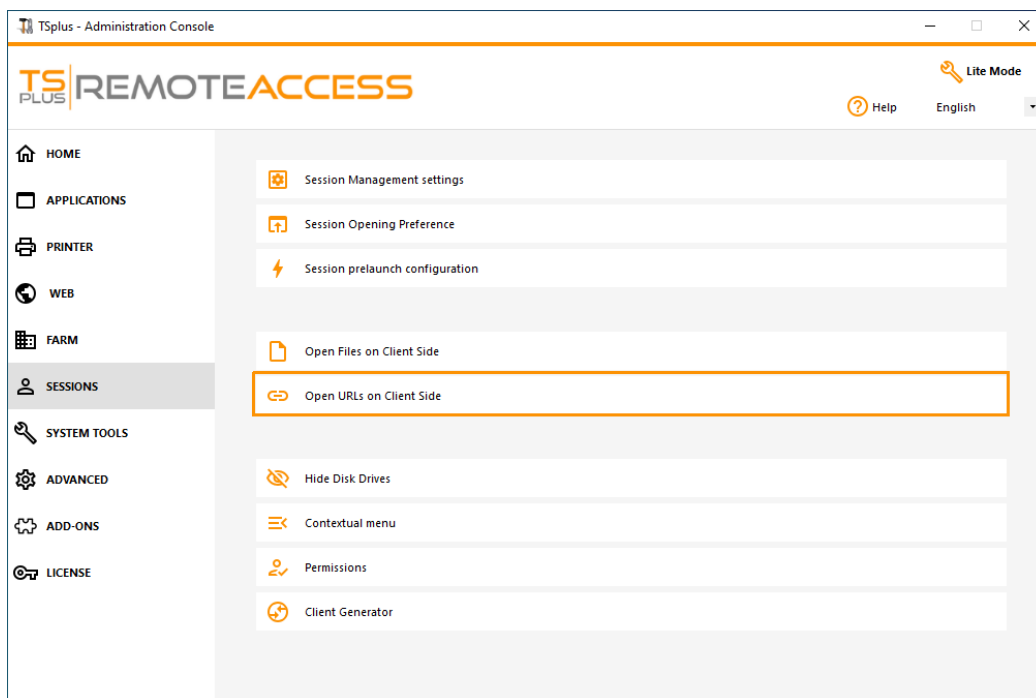 TSplus - Administration Console
TS PLUS REMOTEACCESS
Lite Mode
Help
English
HOME
APPLICATIONS
PRINTER
WEB
FARM
SESSIONS
SYSTEM TOOLS
ADVANCED
ADD-ONS
LICENSE
Session Management settings
Session Opening Preference
Session prelaunch configuration
Open Files on Client Side
Open URLs on Client Side
Hide Disk Drives
Contextual menu
Permissions
Client Generator